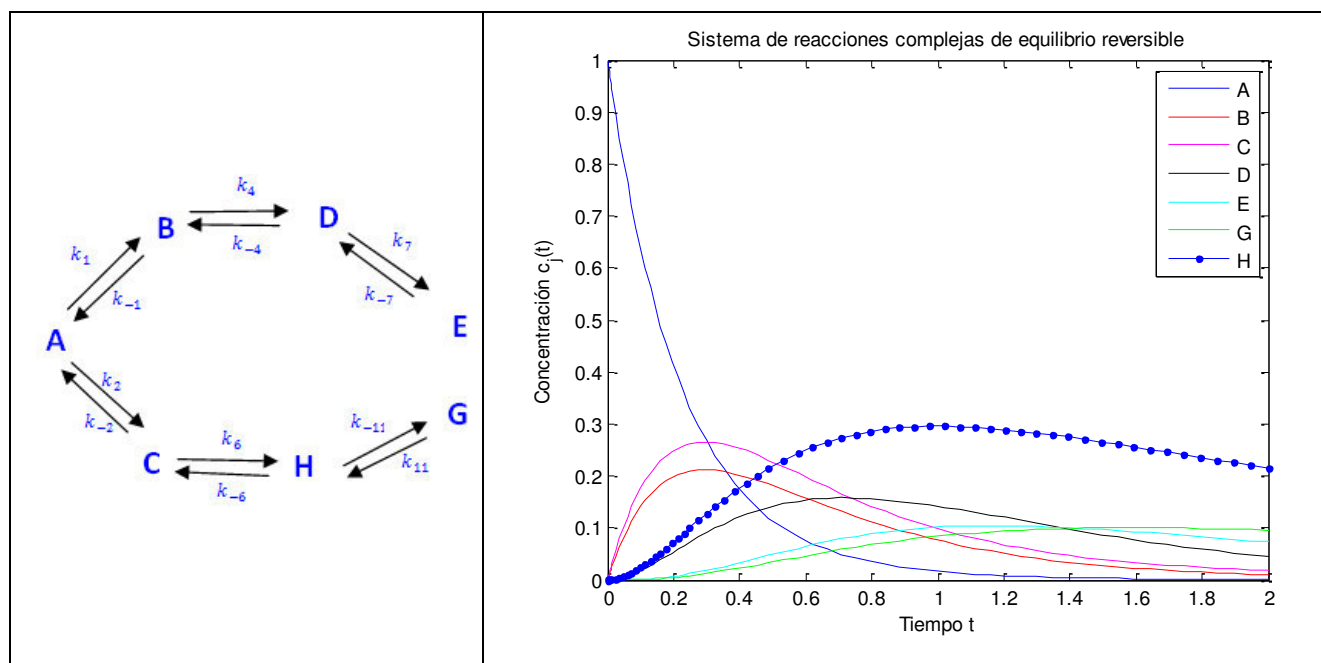 k₄
B D
k₋₄
k₇
k₁
k₋₇
k₋₁
E
A
k₂
G
k₋₁₁
k₋₂
k₆
k₁₁
C H
k₋₆
Sistema de reacciones complejas de equilibrio reversible
1
0.9
0.8
0.7
0.6
0.5
0.4
0.3
0.2
0.1
0
Concentración c_j(t)
A
B
C
D
E
G
H
0 0.2 0.4 0.6 0.8 1 1.2 1.4 1.6 1.8 2
Tiempo t